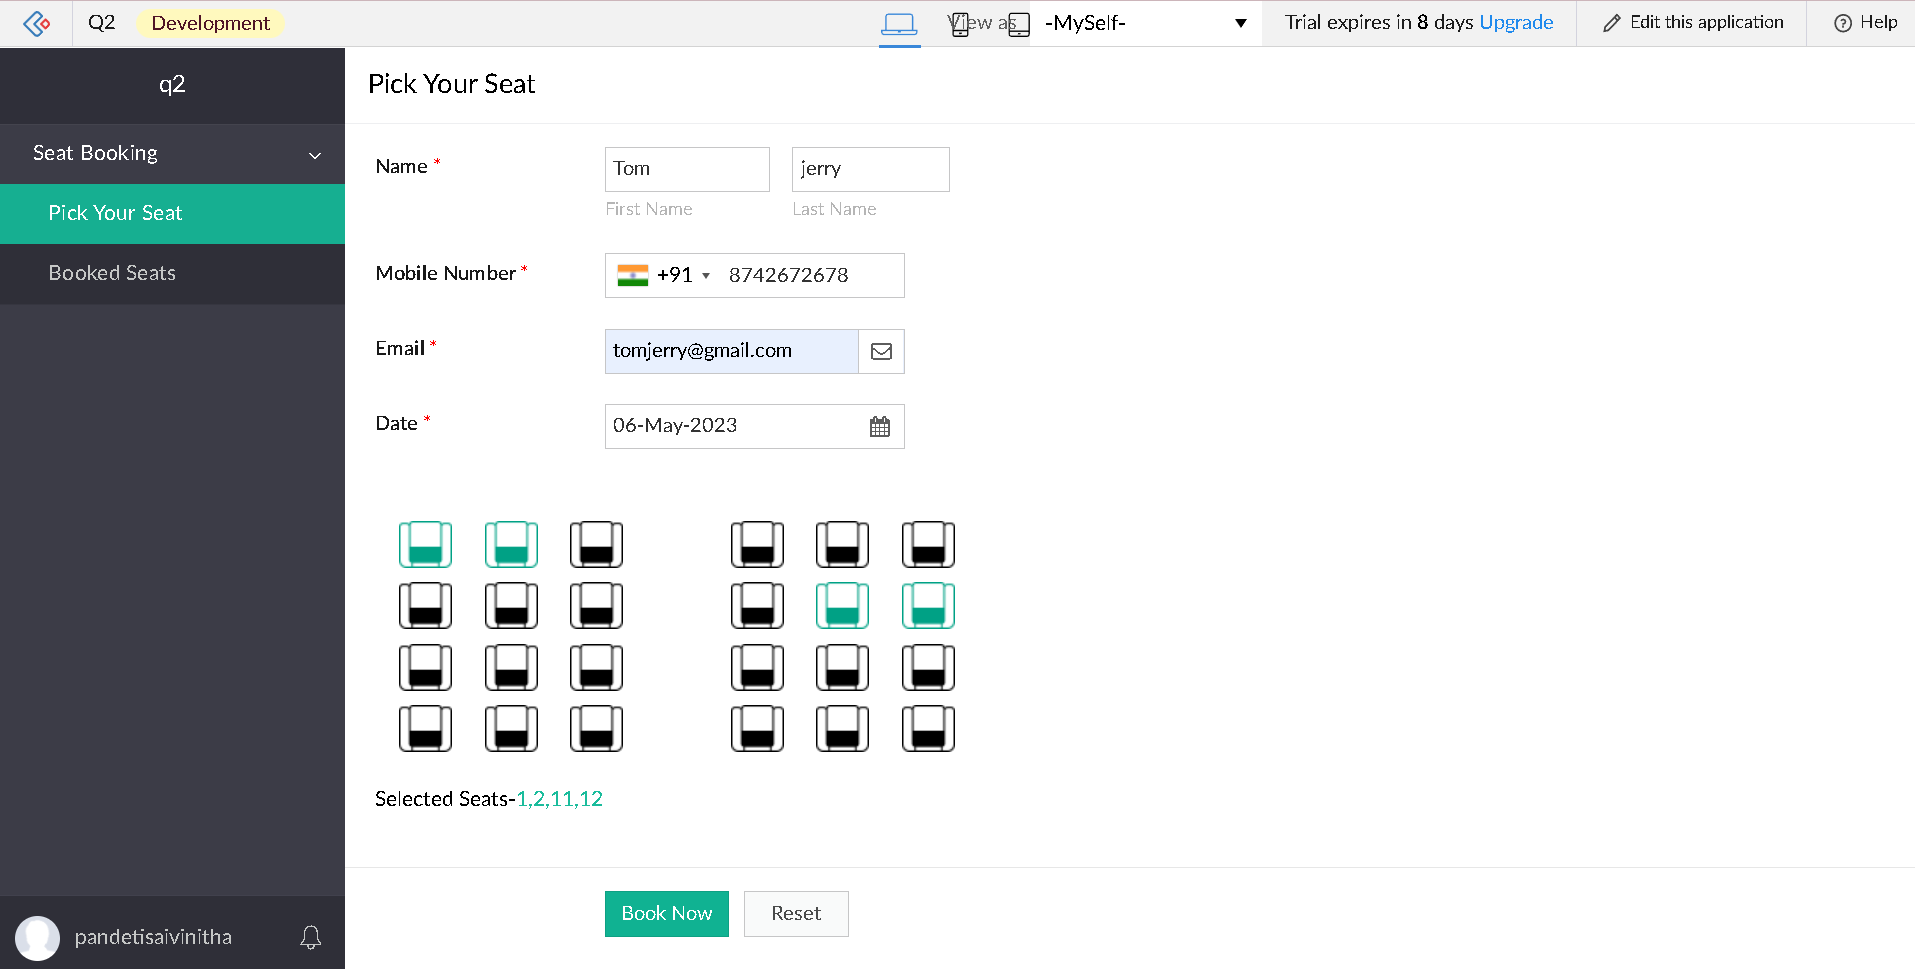 Q2 Development View as -MySelf- Trial expires in 8 days Upgrade Edit this application Help
q2
Pick Your Seat
Seat Booking
Pick Your Seat
Booked Seats
Name * Tom jerry
First Name Last Name
Mobile Number * +91 8742672678
Email * tomjerry@gmail.com
Date * 06-May-2023
Selected Seats-1,2,11,12
Book Now Reset
pandetisaivinitha